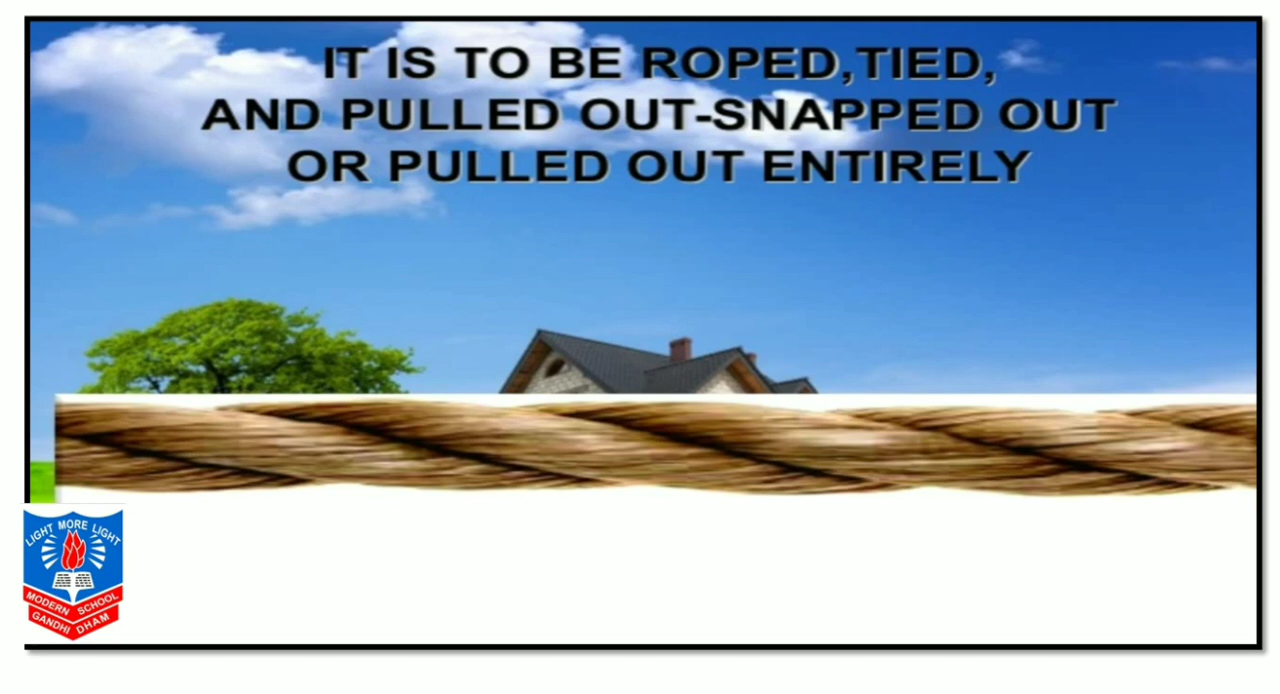 IT IS TO BE ROPED,TIED,
AND PULLED OUT-SNAPPED OUT
OR PULLED OUT ENTIRELY
LIGHT MORE LIGHT
MODERN SCHOOL
GANDHI DHAM